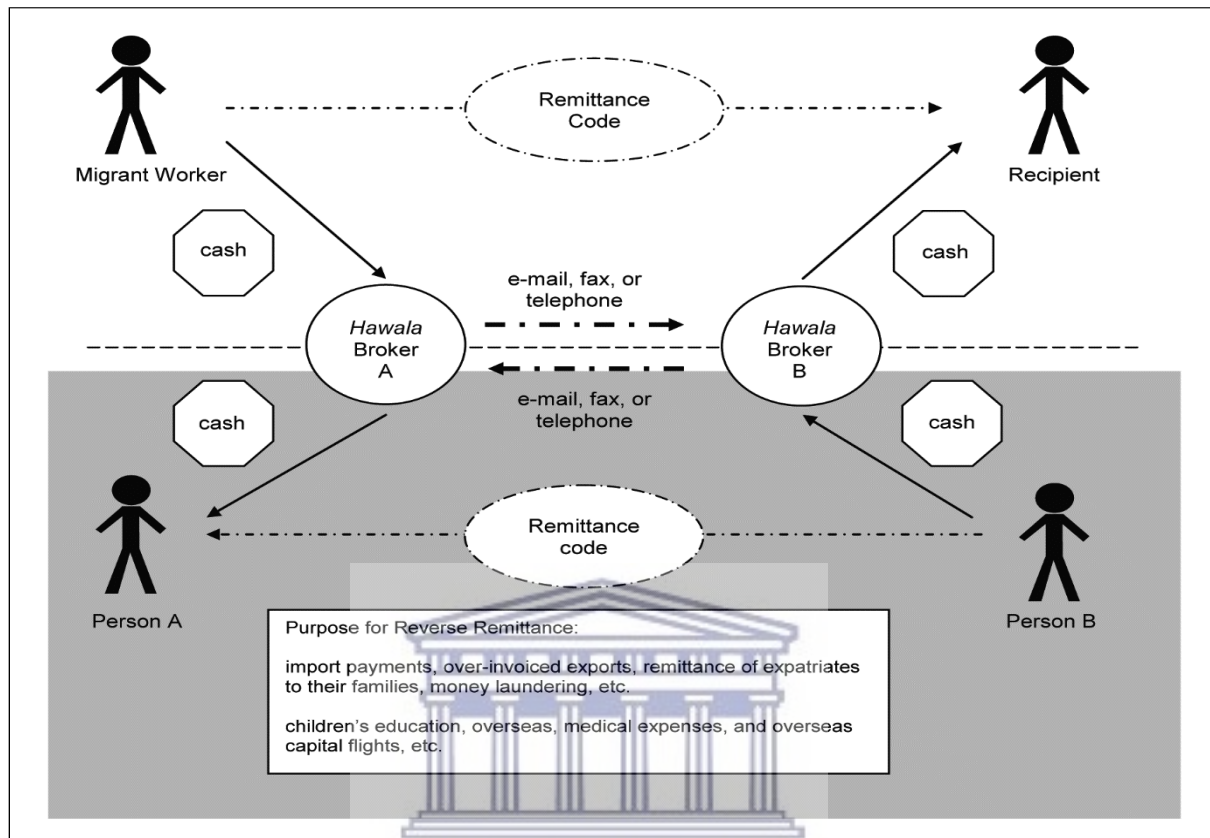 Remittance
Code
Migrant Worker
Recipient
cash
cash
e-mail, fax, or
telephone
Hawala
Broker
A
Hawala
Broker
B
e-mail, fax, or
telephone
cash
cash
Remittance
code
Person A
Person B
Purpose for Reverse Remittance:
import payments, over-invoiced exports, remittance of expatriates
to their families, money laundering, etc.
children's education, overseas, medical expenses, and overseas
capital flights, etc.